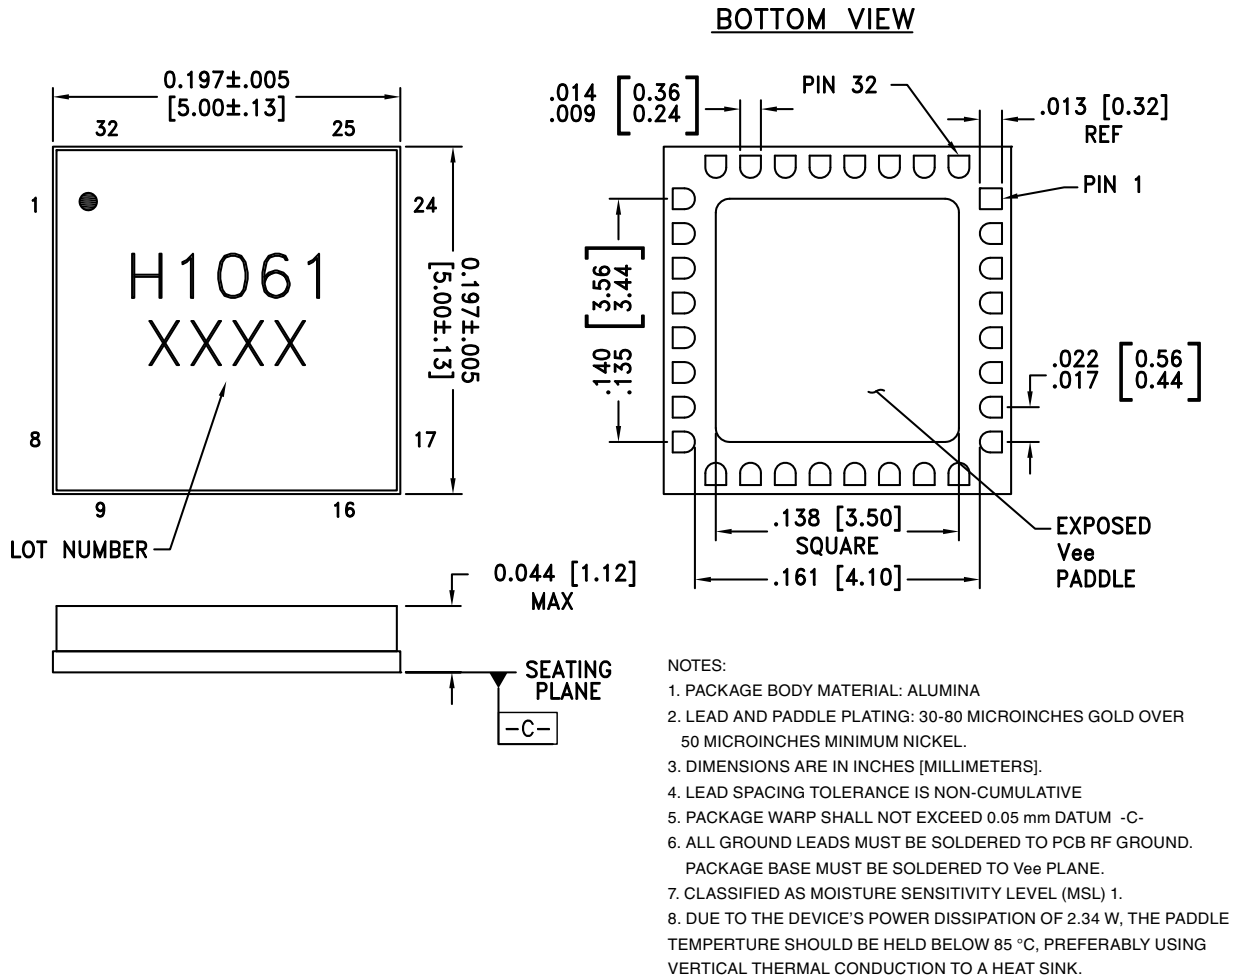 BOTTOM VIEW
0.197±.005
[5.00±.13]
32 25
1 24
H1061
XXXX
0.197±.005
[5.00±.13]
8 17
9 16
LOT NUMBER
.014 [0.36
.009 0.24]
PIN 32
.013 [0.32]
REF
PIN 1
[3.56
3.44]
.140
.135
.022 [0.56
.017 0.44]
.138 [3.50]
SQUARE
.161 [4.10]
EXPOSED
Vee
PADDLE
0.044 [1.12]
MAX
SEATING
PLANE
-C-
NOTES:
1. PACKAGE BODY MATERIAL: ALUMINA
2. LEAD AND PADDLE PLATING: 30-80 MICROINCHES GOLD OVER
50 MICROINCHES MINIMUM NICKEL.
3. DIMENSIONS ARE IN INCHES [MILLIMETERS].
4. LEAD SPACING TOLERANCE IS NON-CUMULATIVE
5. PACKAGE WARP SHALL NOT EXCEED 0.05 mm DATUM -C-
6. ALL GROUND LEADS MUST BE SOLDERED TO PCB RF GROUND.
PACKAGE BASE MUST BE SOLDERED TO Vee PLANE.
7. CLASSIFIED AS MOISTURE SENSITIVITY LEVEL (MSL) 1.
8. DUE TO THE DEVICE'S POWER DISSIPATION OF 2.34 W, THE PADDLE
TEMPERTURE SHOULD BE HELD BELOW 85 °C, PREFERABLY USING
VERTICAL THERMAL CONDUCTION TO A HEAT SINK.